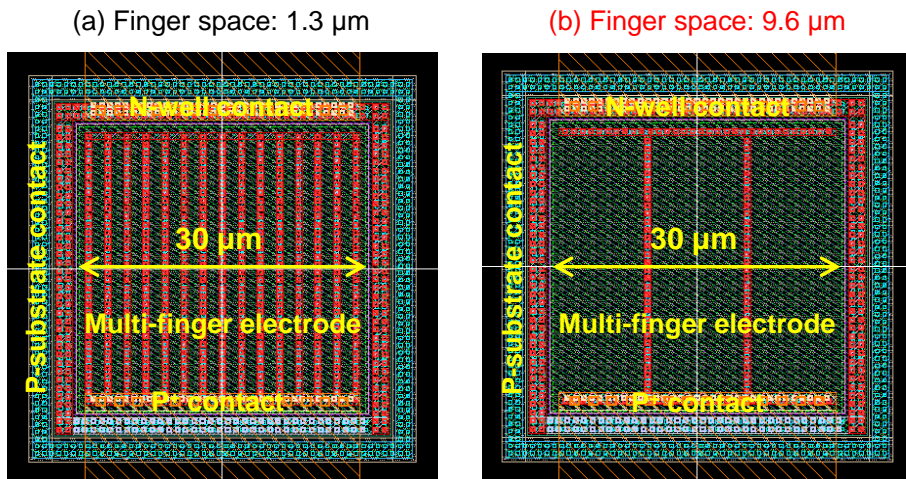 (a) Finger space: 1.3 µm
(b) Finger space: 9.6 µm
N-well contact
P-substrate contact
30 µm
Multi-finger electrode
P⁺ contact
N-well contact
P-substrate contact
30 µm
Multi-finger electrode
P⁺ contact